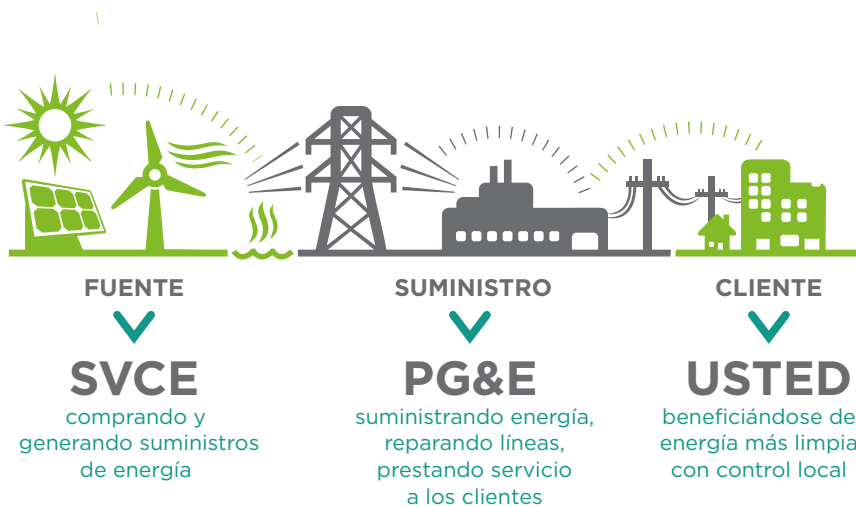 FUENTE
SVCE
comprando y
generando suministros
de energía
SUMINISTRO
PG&E
suministrando energía,
reparando líneas,
prestando servicio
a los clientes
CLIENTE
USTED
beneficiándose de
energía más limpia
con control local